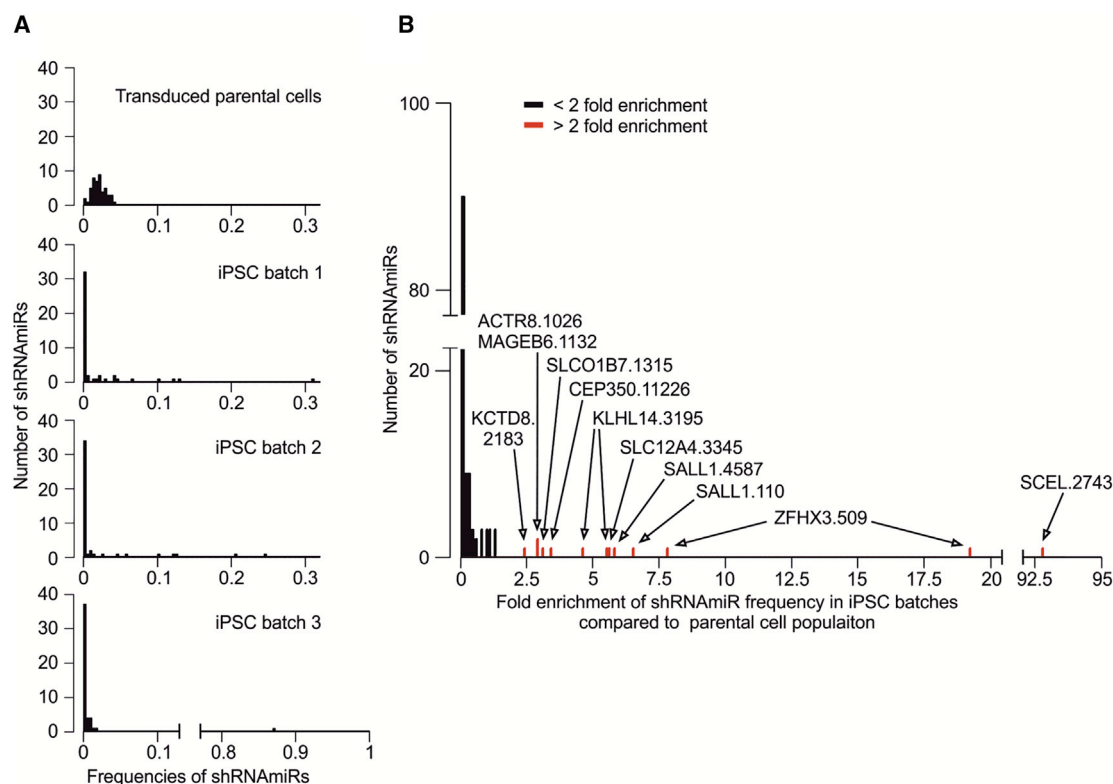 A
Number of shRNAmiRs
40
30
20
10
0
Transduced parental cells
0 0.1 0.2 0.3
40
30
20
10
0
iPSC batch 1
0 0.1 0.2 0.3
40
30
20
10
0
iPSC batch 2
0 0.1 0.2 0.3
40
30
20
10
0
iPSC batch 3
0 0.1 0.8 0.9 1
Frequencies of shRNAmiRs
B
Number of shRNAmiRs
100
80
20
0
< 2 fold enrichment
> 2 fold enrichment
ACTR8.1026
MAGEB6.1132
SLCO1B7.1315
CEP350.11226
KCTD8.
2183
KLHL14.3195
SLC12A4.3345
SALL1.4587
SALL1.110
ZFHX3.509
SCEL.2743
0 2.5 5 7.5 10 12.5 15 17.5 20 92.5 95
Fold enrichment of shRNAmiR frequency in iPSC batches
compared to parental cell populaiton